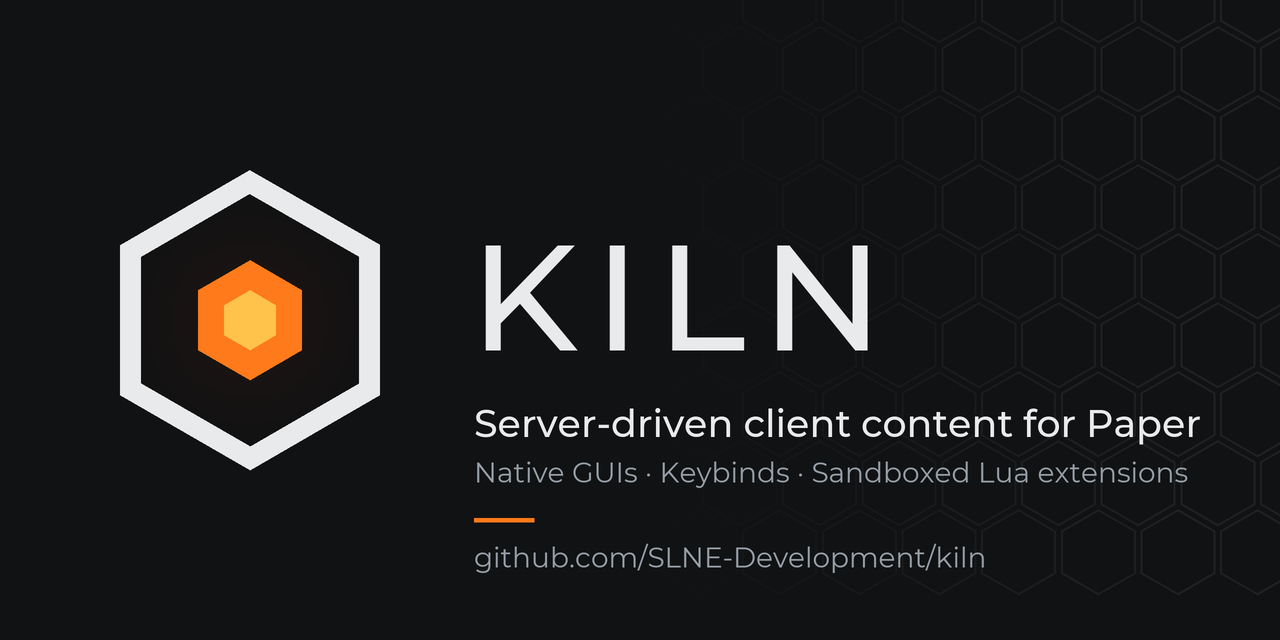 KILN
Server-driven client content for Paper
Native GUIs · Keybinds · Sandboxed Lua extensions
github.com/SLNE-Development/kiln